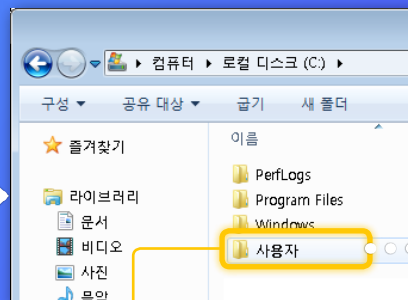 컴퓨터 ▸ 로컬 디스크 (C:) ▸
구성 ▼ 공유 대상 ▼ 굽기 새 폴더
즐겨찾기
라이브러리
문서
비디오
사진
음악
이름
PerfLogs
Program Files
Windows
사용자